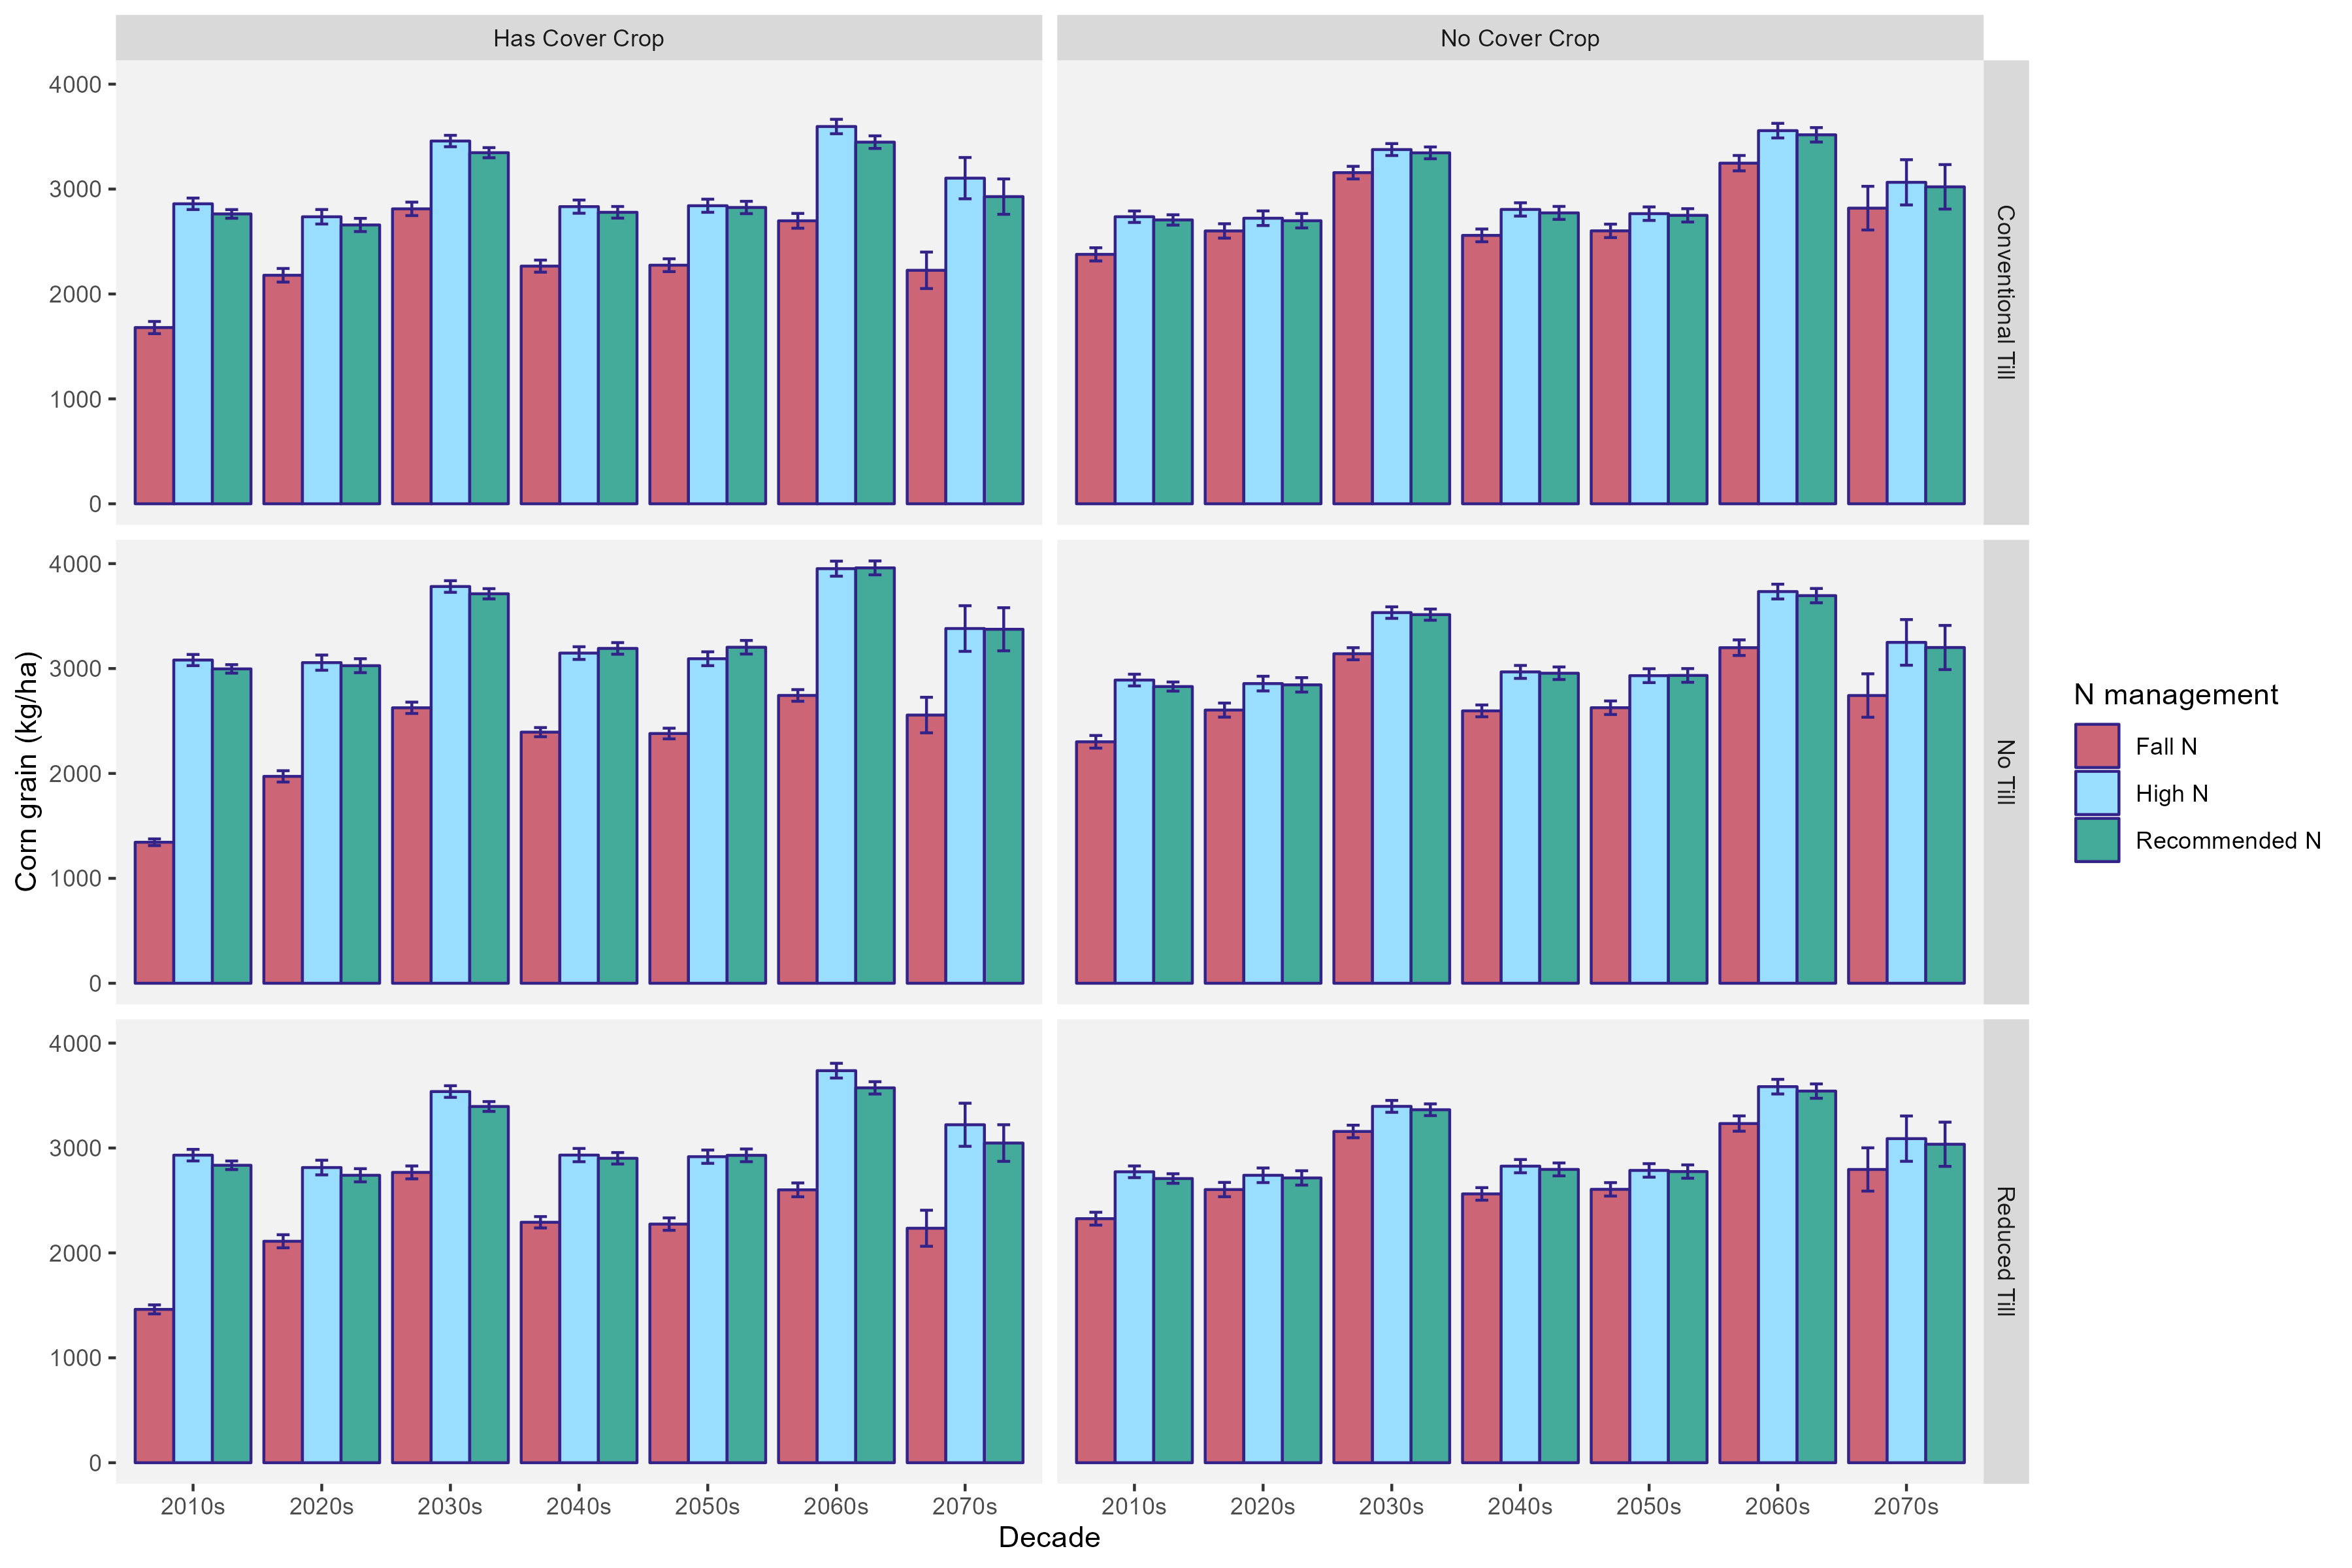 Has Cover Crop
No Cover Crop
4000
3000
2000
1000
0
Conventional Till
4000
3000
2000
1000
0
No Till
4000
3000
2000
1000
0
Reduced Till
Corn grain (kg/ha)
2010s 2020s 2030s 2040s 2050s 2060s 2070s
2010s 2020s 2030s 2040s 2050s 2060s 2070s
Decade
N management
Fall N
High N
Recommended N